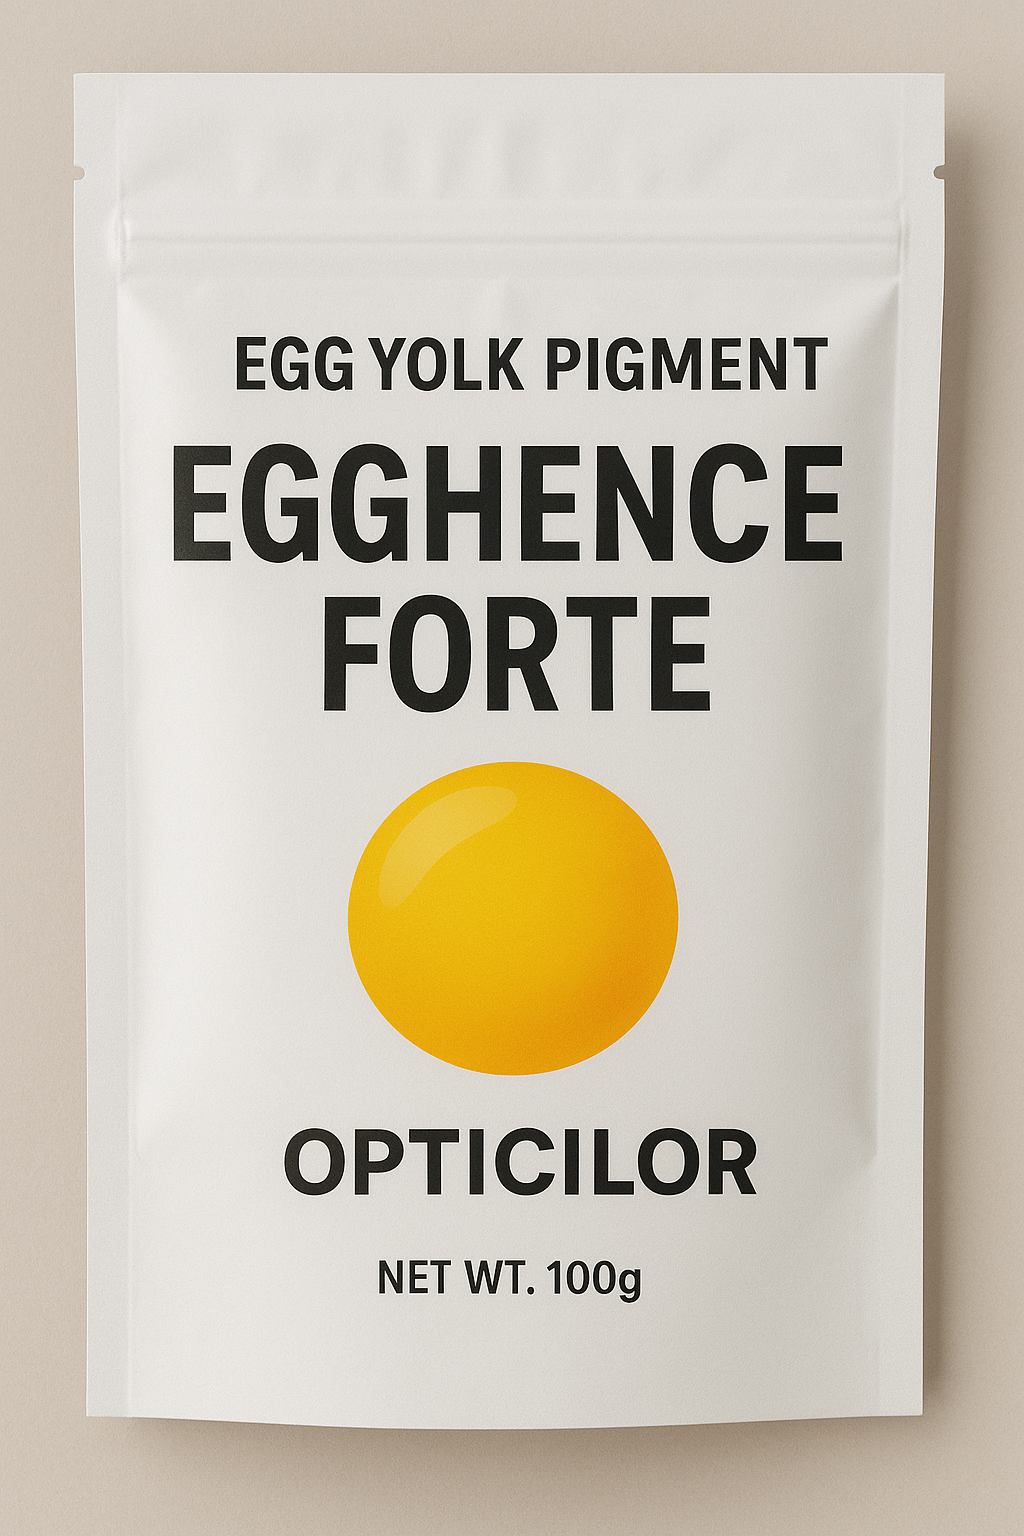 EGG YOLK PIGMENT
EGGHENCE
FORTE
OPTICILOR
NET WT. 100g